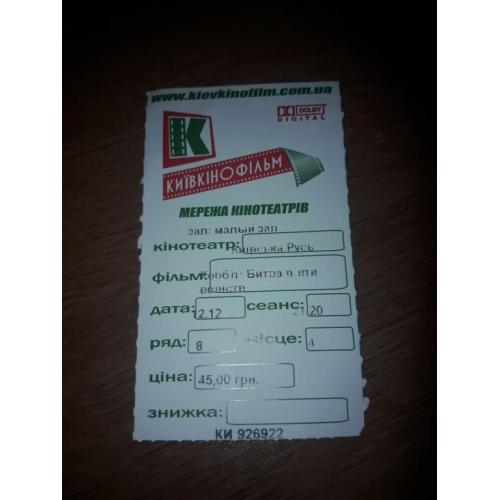 www.kievkinofilm.com.ua
DOLBY
DIGITAL
К
КИЇВКІНОФІЛЬМ
МЕРЕЖА КІНОТЕАТРІВ
зал: малый зал
кінотеатр: Київська Русь
фільм: Хоббіт: Битва п'яти
воїнств
дата: 2.12 сеанс: 20
ряд: 8 місце: 4
ціна: 45,00 грн.
знижка:
КИ 926922